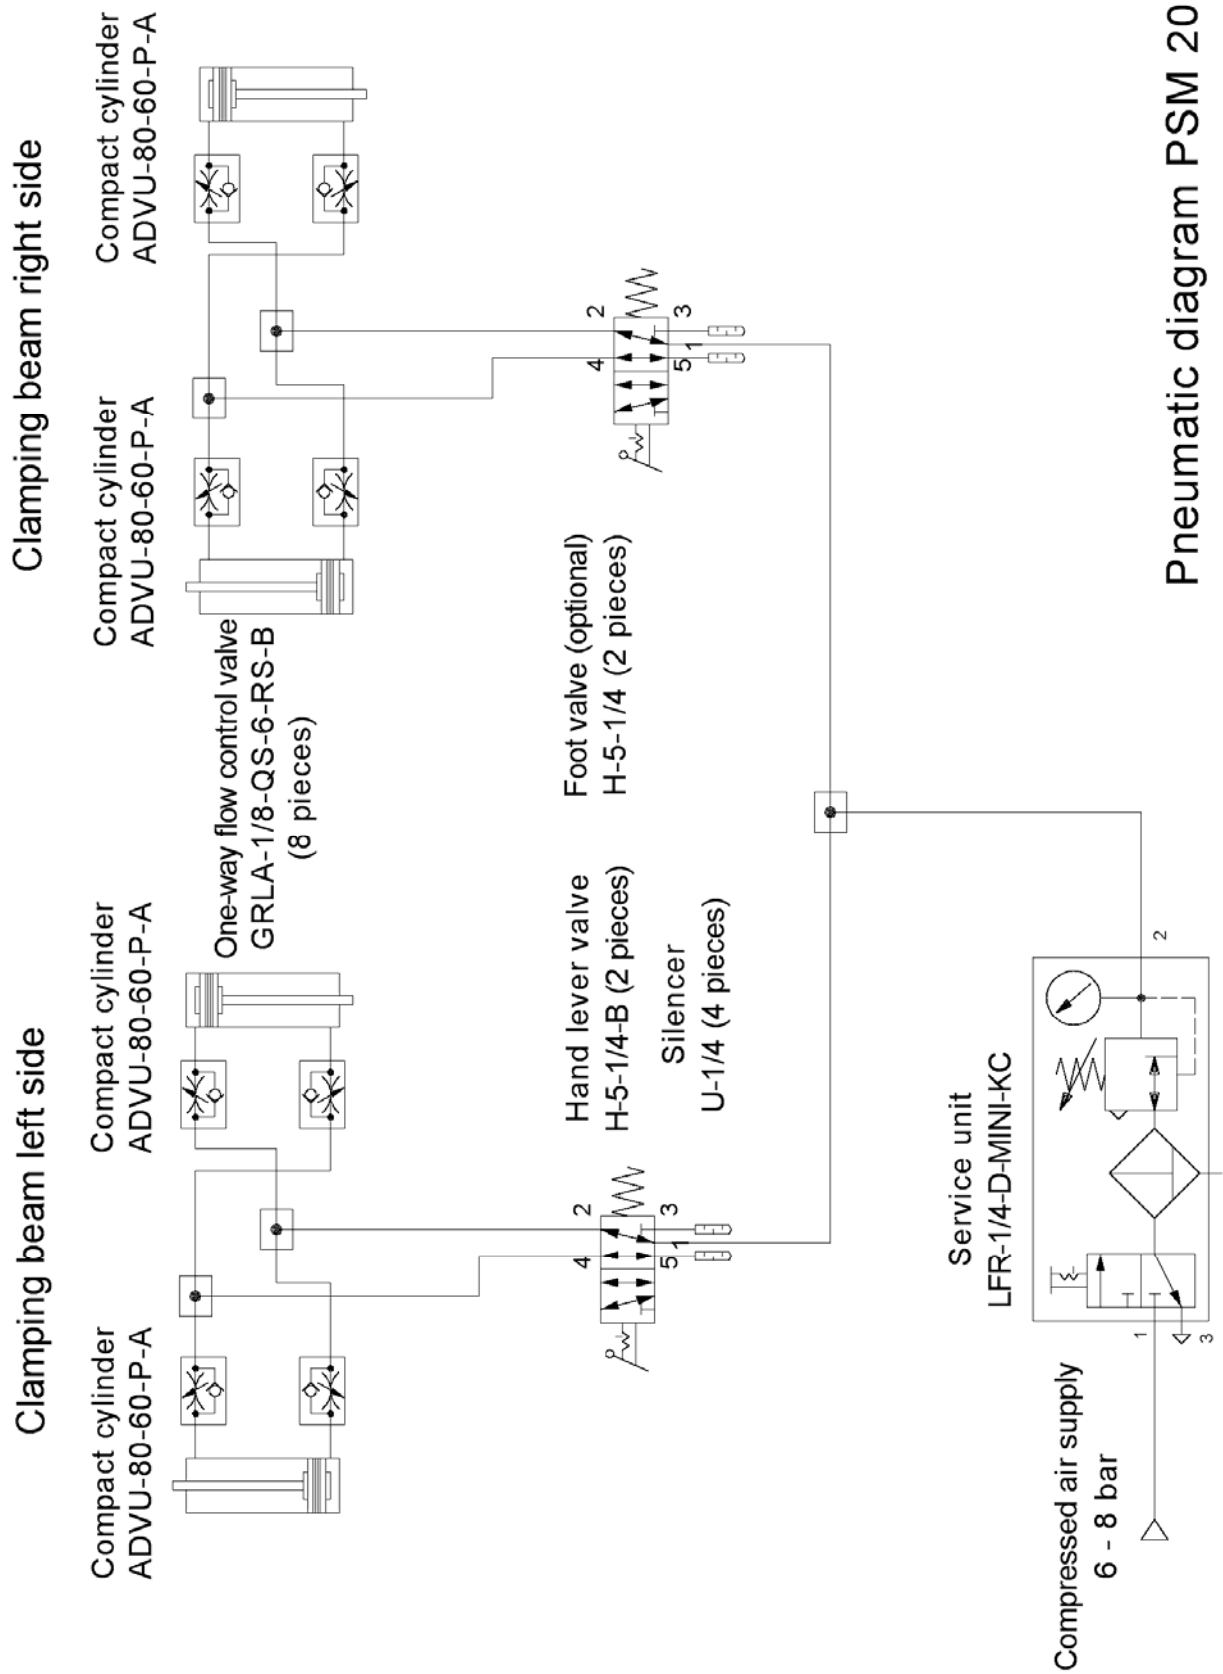 Clamping beam left side
Clamping beam right side
Compact cylinder
ADVU-80-60-P-A
Compact cylinder
ADVU-80-60-P-A
Compact cylinder
ADVU-80-60-P-A
Compact cylinder
ADVU-80-60-P-A
One-way flow control valve
GRLA-1/8-QS-6-RS-B
(8 pieces)
4
2
5
1
3
Hand lever valve
H-5-1/4-B (2 pieces)
Silencer
U-1/4 (4 pieces)
Foot valve (optional)
H-5-1/4 (2 pieces)
4
2
5
1
3
Service unit
LFR-1/4-D-MINI-KC
Compressed air supply
6 - 8 bar
1
3
2
Pneumatic diagram PSM 20